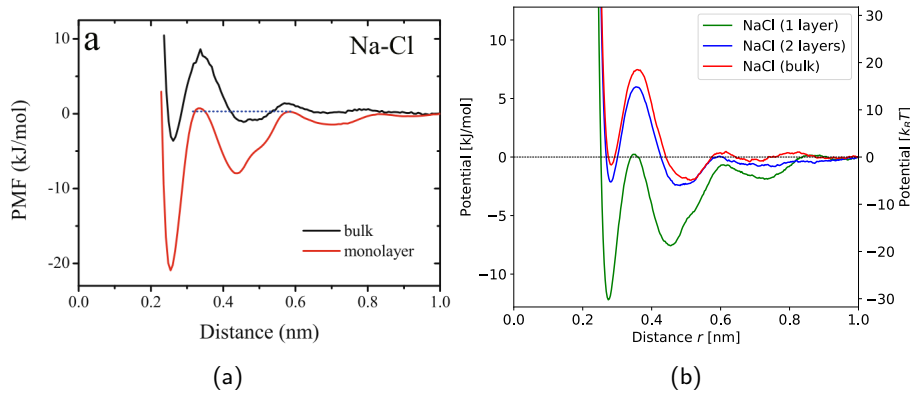 a
Na-Cl
PMF (kJ/mol)
10
0
-10
-20
bulk
monolayer
0.0
0.2
0.4
0.6
0.8
1.0
Distance (nm)
(a)
NaCl (1 layer)
NaCl (2 layers)
NaCl (bulk)
Potential [kJ/mol]
10
5
0
−5
−10
Potential [k_BT]
30
20
10
0
−10
−20
−30
0.0
0.2
0.4
0.6
0.8
1.0
Distance r [nm]
(b)